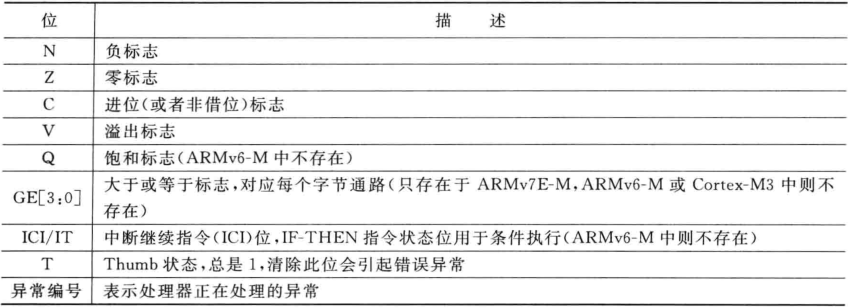 位 描 述
N 负标志
Z 零标志
C 进位(或者非借位)标志
V 溢出标志
Q 饱和标志(ARMv6-M 中不存在)
GE[3:0] 大于或等于标志,对应每个字节通路(只存在于 ARMv7E-M,ARMv6-M 或 Cortex-M3 中则不
存在)
ICI/IT 中断继续指令(ICI)位,IF-THEN 指令状态位用于条件执行(ARMv6-M 中则不存在)
T Thumb 状态,总是 1,清除此位会引起错误异常
异常编号 表示处理器正在处理的异常